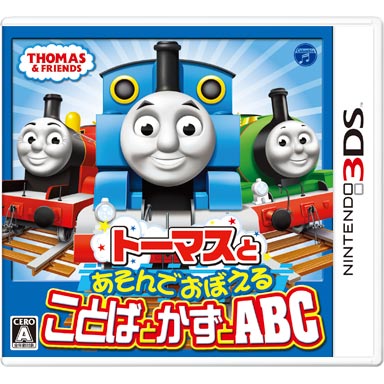 THOMAS
& FRIENDS
NINTENDO 3DS
トーマスと
あそんでおぼえる
ことばとかずとABC
CERO
A